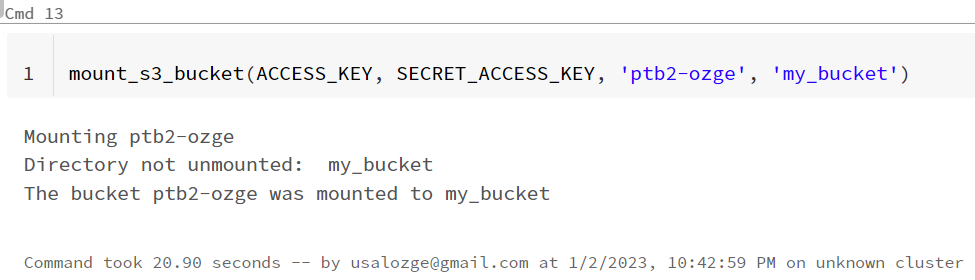 Cmd 13
1 mount_s3_bucket(ACCESS_KEY, SECRET_ACCESS_KEY, 'ptb2-ozge', 'my_bucket')
Mounting ptb2-ozge
Directory not unmounted:  my_bucket
The bucket ptb2-ozge was mounted to my_bucket
Command took 20.90 seconds -- by usalozge@gmail.com at 1/2/2023, 10:42:59 PM on unknown cluster